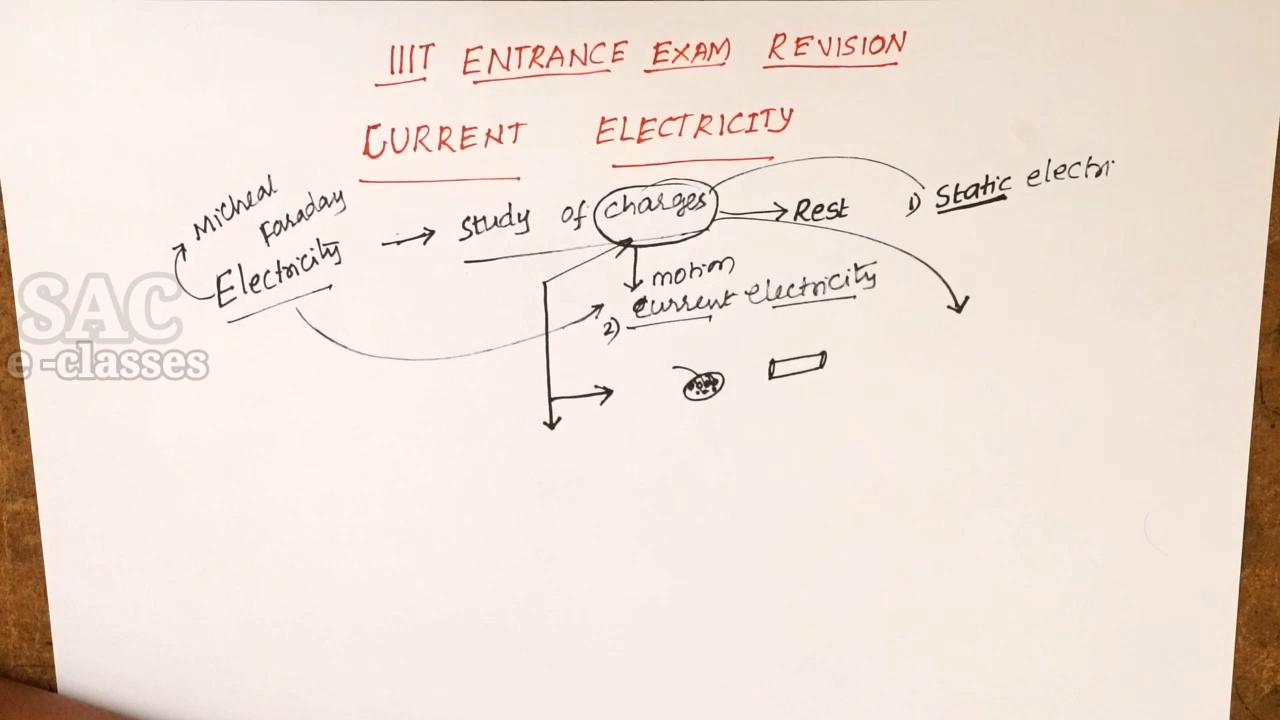 IIIT ENTRANCE EXAM REVISION
CURRENT ELECTRICITY
Micheal
Faraday
Electricity
study of charges
Rest
1) Static electri
motion
2) current electricity
SAC
e-classes